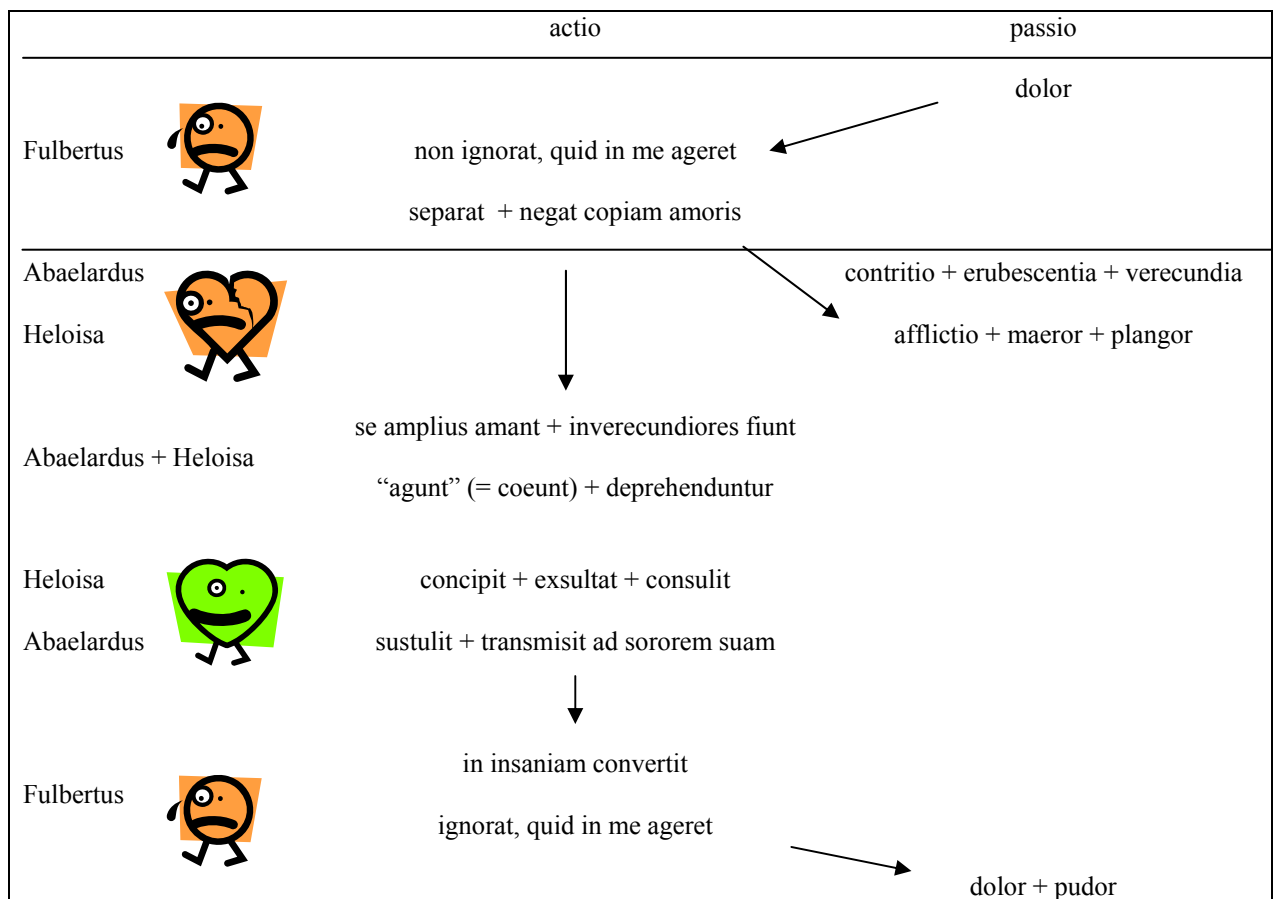 actio passio
dolor
Fulbertus non ignorat, quid in me ageret
separat + negat copiam amoris
Abaelardus contritio + erubescentia + verecundia
Heloisa afflictio + maeror + plangor
se amplius amant + inverecundiores fiunt
Abaelardus + Heloisa
“agunt” (= coeunt) + deprehenduntur
Heloisa concipit + exsultat + consulit
Abaelardus sustulit + transmisit ad sororem suam
in insaniam convertit
Fulbertus
ignorat, quid in me ageret
dolor + pudor